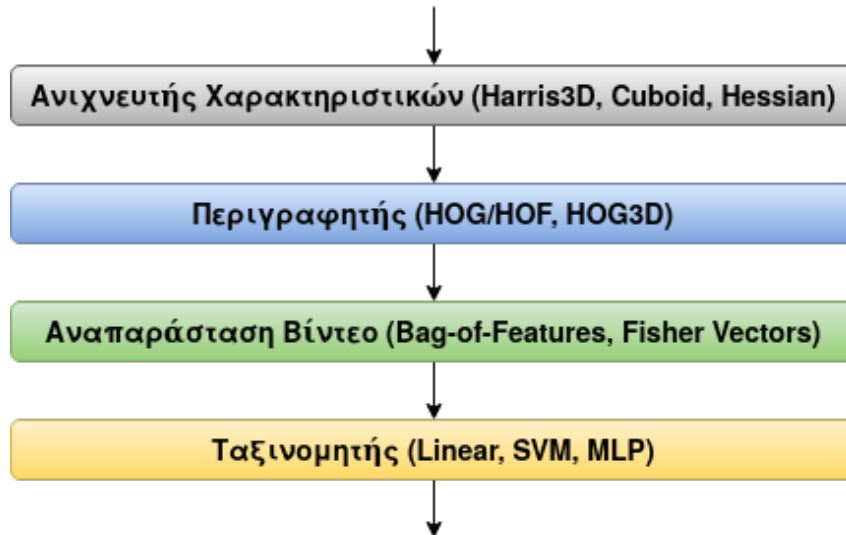 Ανιχνευτής Χαρακτηριστικών (Harris3D, Cuboid, Hessian)
Περιγραφητής (HOG/HOF, HOG3D)
Αναπαράσταση Βίντεο (Bag-of-Features, Fisher Vectors)
Ταξινομητής (Linear, SVM, MLP)